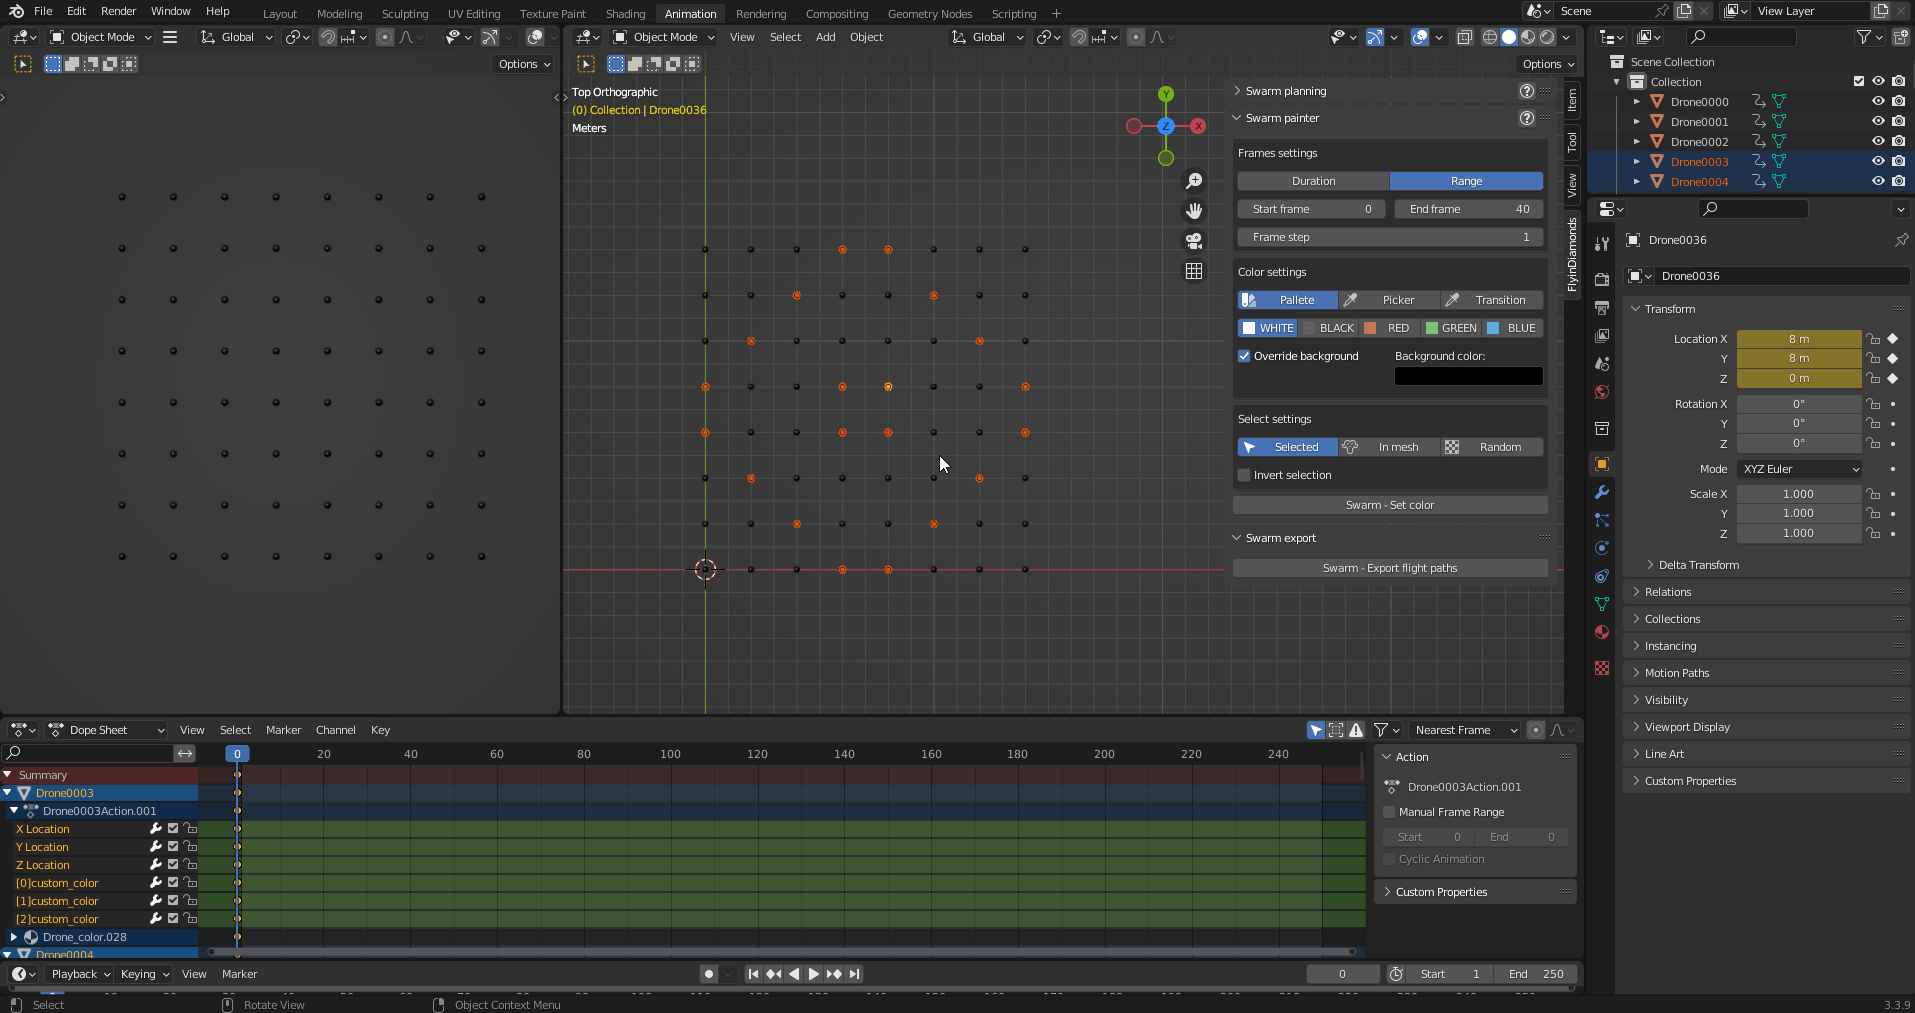 File Edit Render Window Help Layout Modeling Sculpting UV Editing Texture Paint Shading Animation Rendering Compositing Geometry Nodes Scripting + Scene View Layer
Object Mode Global
Object Mode View Select Add Object Global
Options
Options
Top Orthographic
(0) Collection | Drone0036
Meters
Y
Z
X
Swarm planning
Swarm painter
Frames settings
Duration Range
Start frame 0 End frame 40
Frame step 1
Color settings
Pallete Picker Transition
WHITE BLACK RED GREEN BLUE
Override background Background color:
Select settings
Selected In mesh Random
Invert selection
Swarm - Set color
Swarm export
Swarm - Export flight paths
Item
Tool
View
FlyinDiamonds
Scene Collection
Collection
Drone0000
Drone0001
Drone0002
Drone0003
Drone0004
Drone0036
Drone0036
Transform
Location X 8 m
Y 8 m
Z 0 m
Rotation X 0°
Y 0°
Z 0°
Mode XYZ Euler
Scale X 1.000
Y 1.000
Z 1.000
Delta Transform
Relations
Collections
Instancing
Motion Paths
Visibility
Viewport Display
Line Art
Custom Properties
Dope Sheet View Select Marker Channel Key Nearest Frame
0 20 40 60 80 100 120 140 160 180 200 220 240
Summary
Drone0003
Drone0003Action.001
X Location
Y Location
Z Location
[0]custom_color
[1]custom_color
[2]custom_color
Drone_color.028
Drone0004
Action
Drone0003Action.001
Manual Frame Range
Start 0 End 0
Cyclic Animation
Custom Properties
Playback Keying View Marker 0 Start 1 End 250
Select Rotate View Object Context Menu 3.3.9